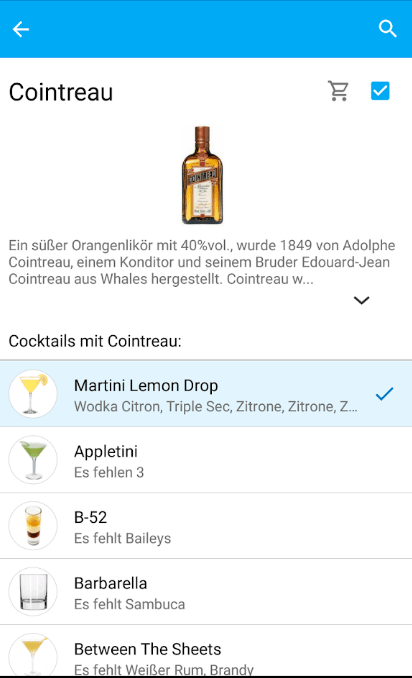 Cointreau
COINTREAU
Ein süßer Orangenlikör mit 40%vol., wurde 1849 von Adolphe
Cointreau, einem Konditor und seinem Bruder Edouard-Jean
Cointreau aus Whales hergestellt. Cointreau w...
Cocktails mit Cointreau:
Martini Lemon Drop
Wodka Citron, Triple Sec, Zitrone, Zitrone, Z...
Appletini
Es fehlen 3
B-52
Es fehlt Baileys
Barbarella
Es fehlt Sambuca
Between The Sheets
Es fehlt Weißer Rum, Brandy